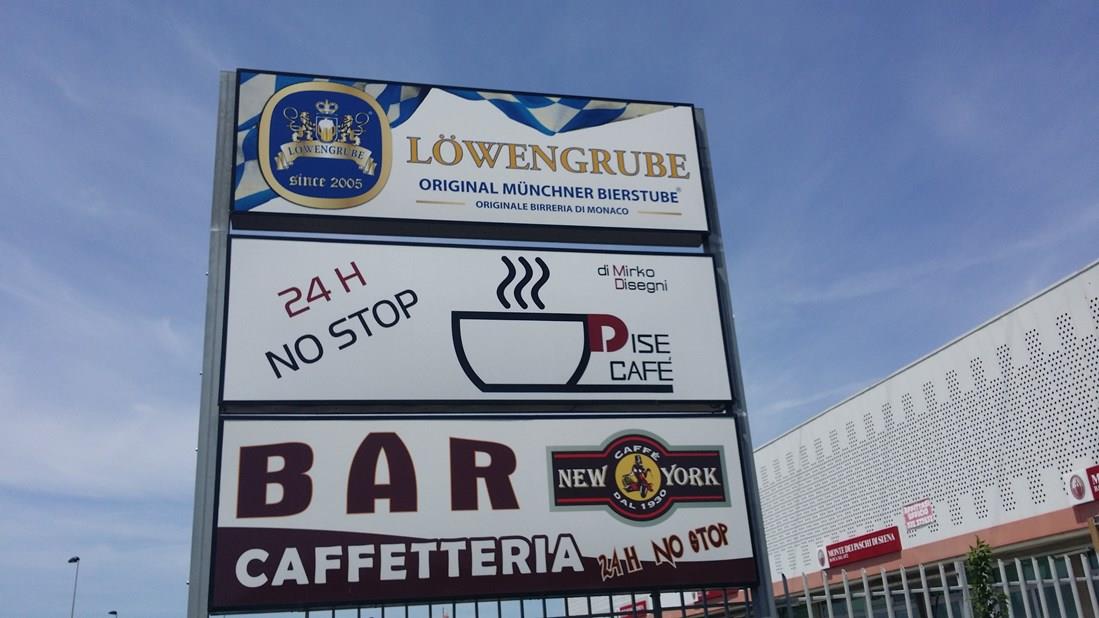 LÖWENGRUBE
since 2005
LÖWENGRUBE
ORIGINAL MÜNCHNER BIERSTUBE®
ORIGINALE BIRRERIA DI MONACO
24 H
NO STOP
di Mirko
Disegni
DISE
CAFÉ
BAR
CAFFÉ
NEW YORK
DAL 1930
CAFFETTERIA
24 H NO STOP
MONTE DEI PASCHI DI SIENA